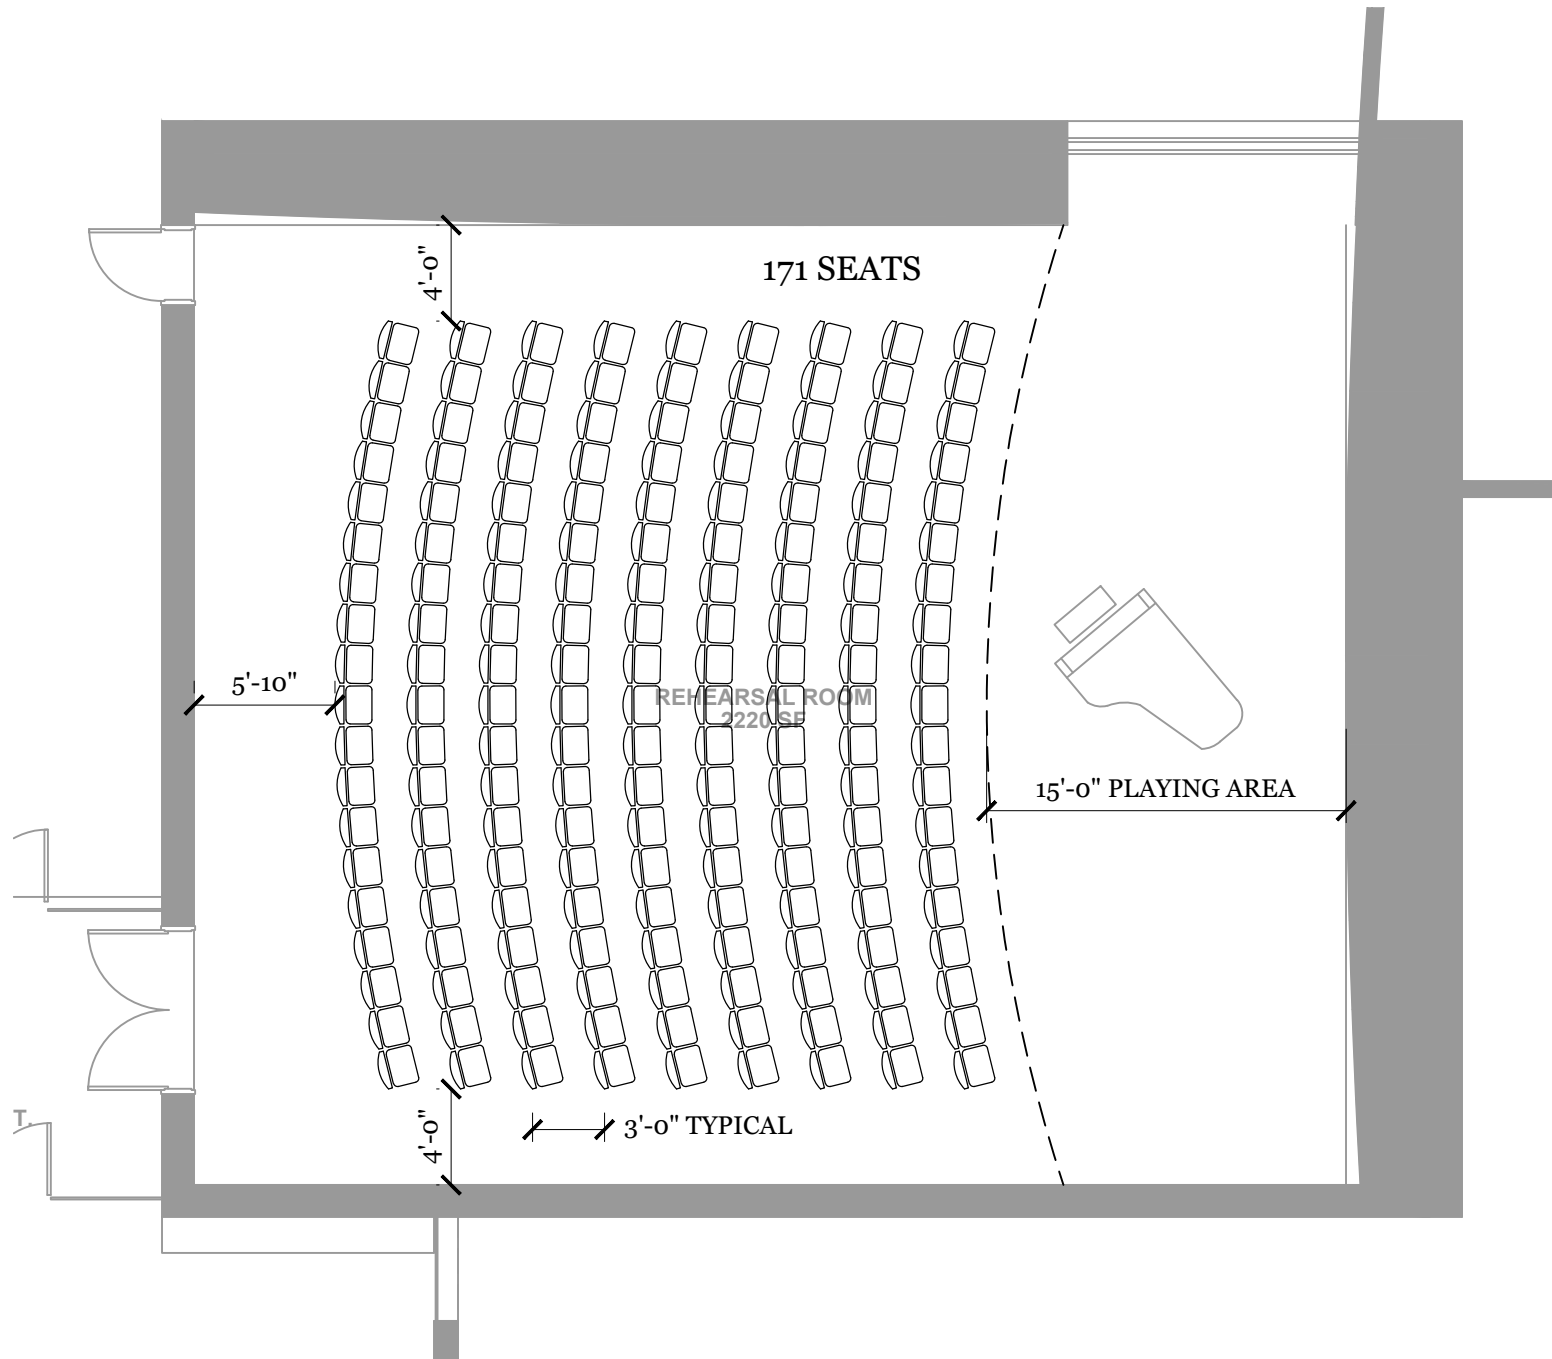 4'-0"
171 SEATS
5'-10"
REHEARSAL ROOM
2220 SF
15'-0" PLAYING AREA
T.
4'-0"
3'-0" TYPICAL